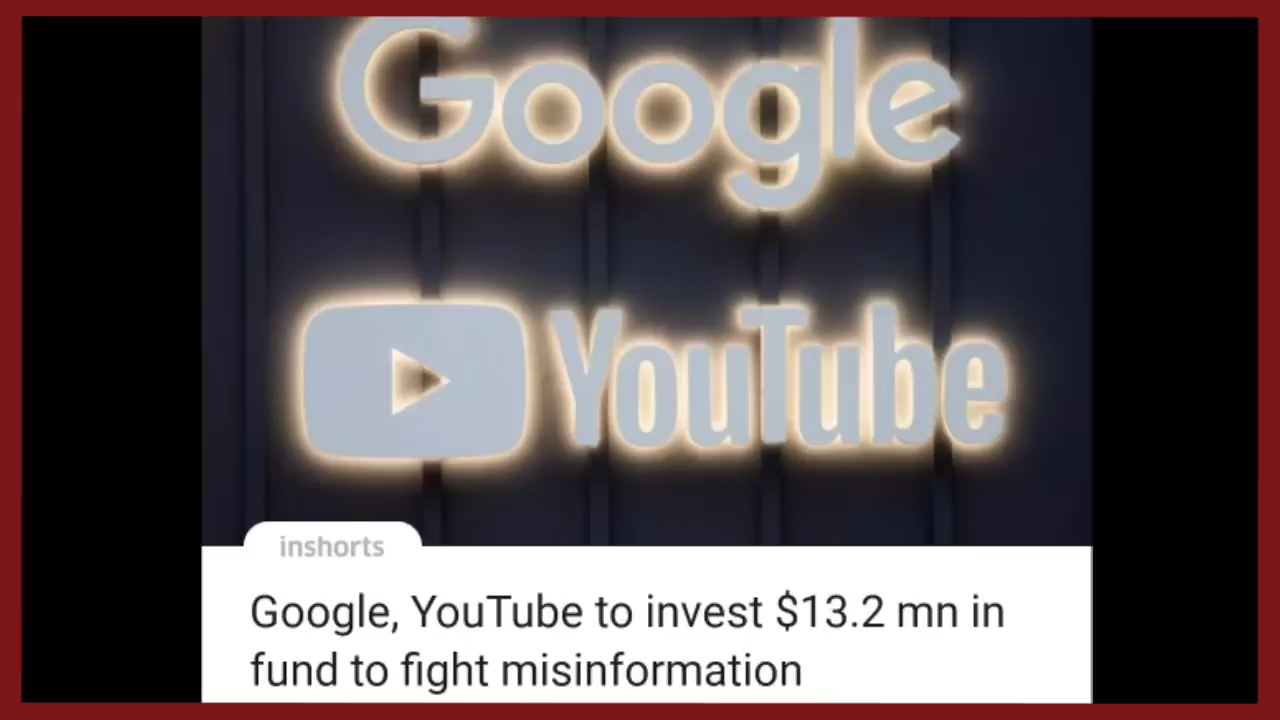 Google
YouTube
inshorts
Google, YouTube to invest $13.2 mn in
fund to fight misinformation